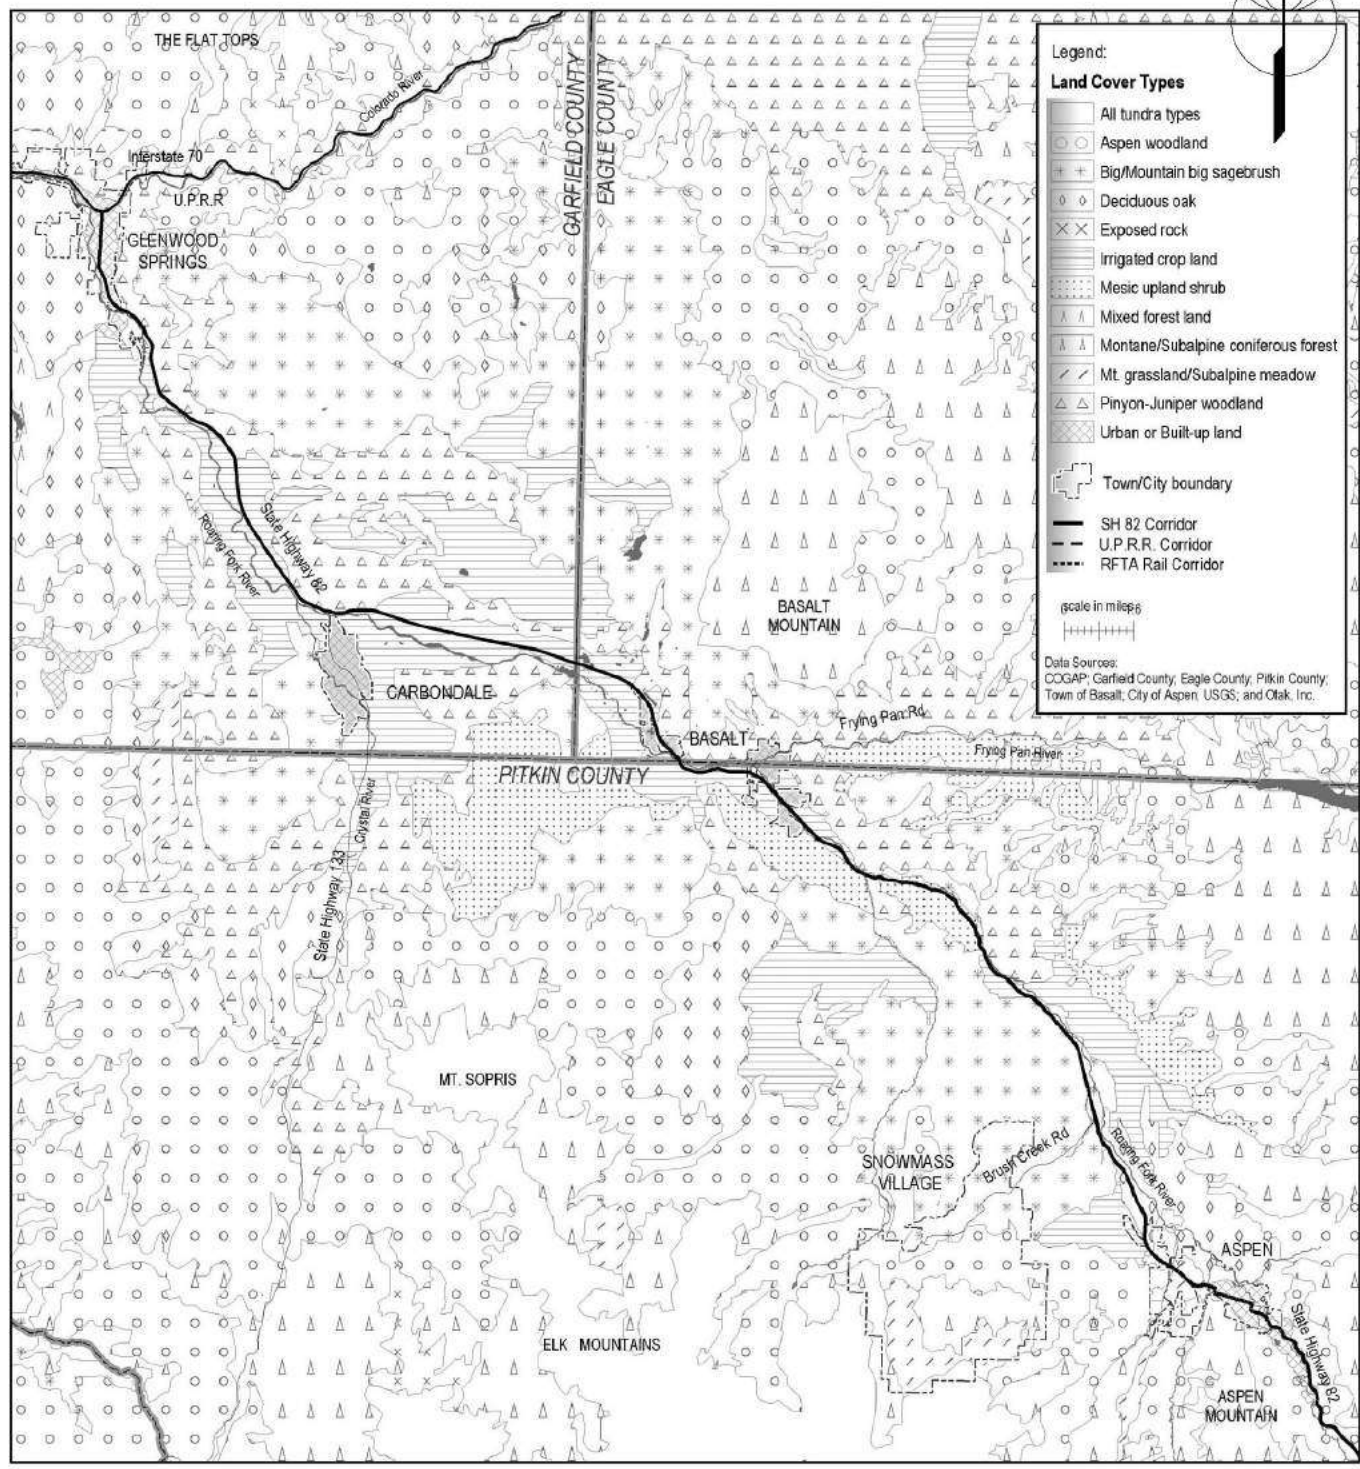 THE FLAT TOPS
Colorado River
Interstate 70
U.P.R.R
GLENWOOD
SPRINGS
GARFIELD COUNTY
EAGLE COUNTY
Legend:
Land Cover Types
All tundra types
Aspen woodland
Big/Mountain big sagebrush
Deciduous oak
Exposed rock
Irrigated crop land
Mesic upland shrub
Mixed forest land
Montane/Subalpine coniferous forest
Mt. grassland/Subalpine meadow
Pinyon-Juniper woodland
Urban or Built-up land
Town/City boundary
SH 82 Corridor
U.P.R.R. Corridor
RFTA Rail Corridor
scale in miles
Data Sources:
COGAP; Garfield County; Eagle County; Pitkin County;
Town of Basalt; City of Aspen; USGS; and Otak, Inc.
State Highway 82
Roaring Fork River
BASALT
MOUNTAIN
CARBONDALE
BASALT
Frying Pan Rd
Frying Pan River
PITKIN COUNTY
Crystal River
State Highway 133
MT. SOPRIS
SNOWMASS
VILLAGE
Brush Creek Rd
Roaring Fork River
ASPEN
ELK MOUNTAINS
State Highway 82
ASPEN
MOUNTAIN